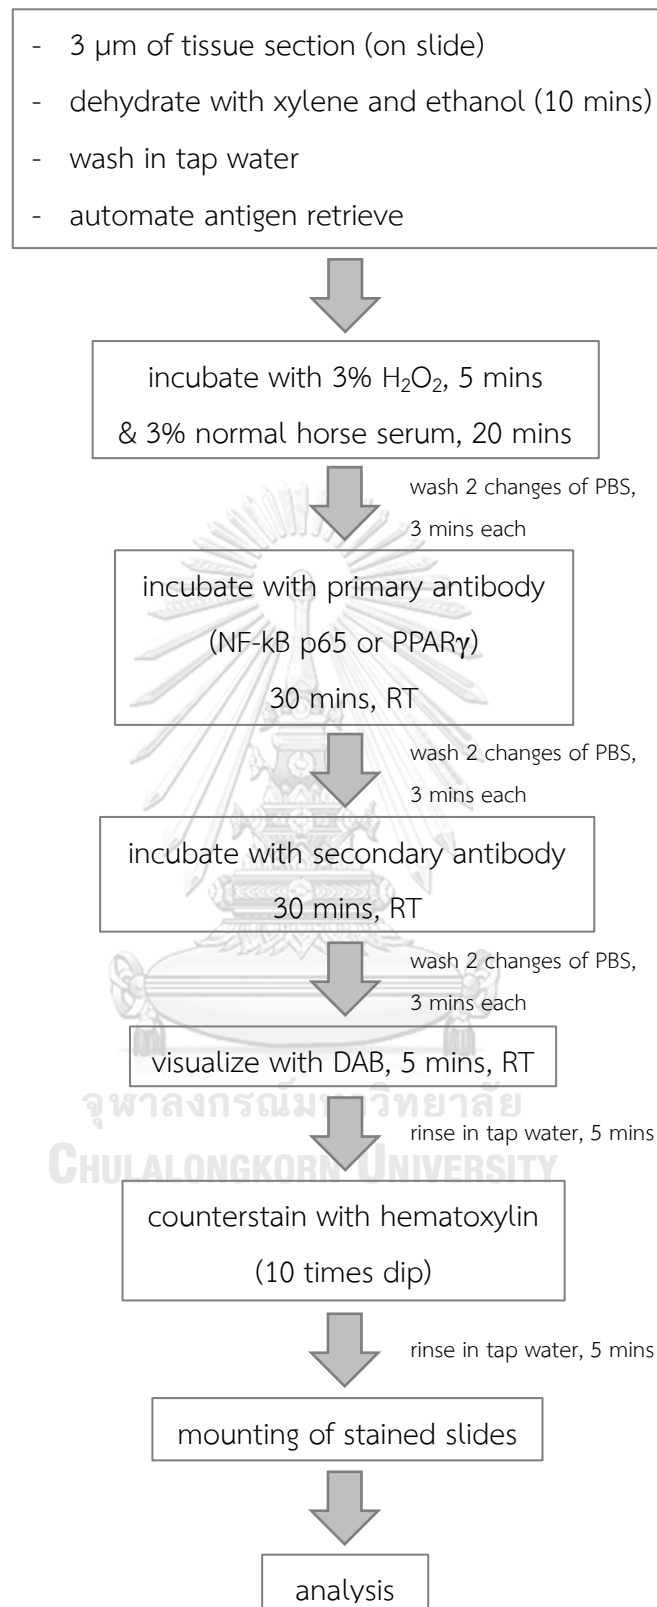 - 3 µm of tissue section (on slide)
- dehydrate with xylene and ethanol (10 mins)
- wash in tap water
- automate antigen retrieve
incubate with 3% H₂O₂, 5 mins
& 3% normal horse serum, 20 mins
wash 2 changes of PBS,
3 mins each
incubate with primary antibody
(NF-kB p65 or PPARγ)
30 mins, RT
wash 2 changes of PBS,
3 mins each
incubate with secondary antibody
30 mins, RT
wash 2 changes of PBS,
3 mins each
visualize with DAB, 5 mins, RT
จุฬาลงกรณ์มหาวิทยาลัย
rinse in tap water, 5 mins
CHULALONGKORN UNIVERSITY
counterstain with hematoxylin
(10 times dip)
rinse in tap water, 5 mins
mounting of stained slides
analysis